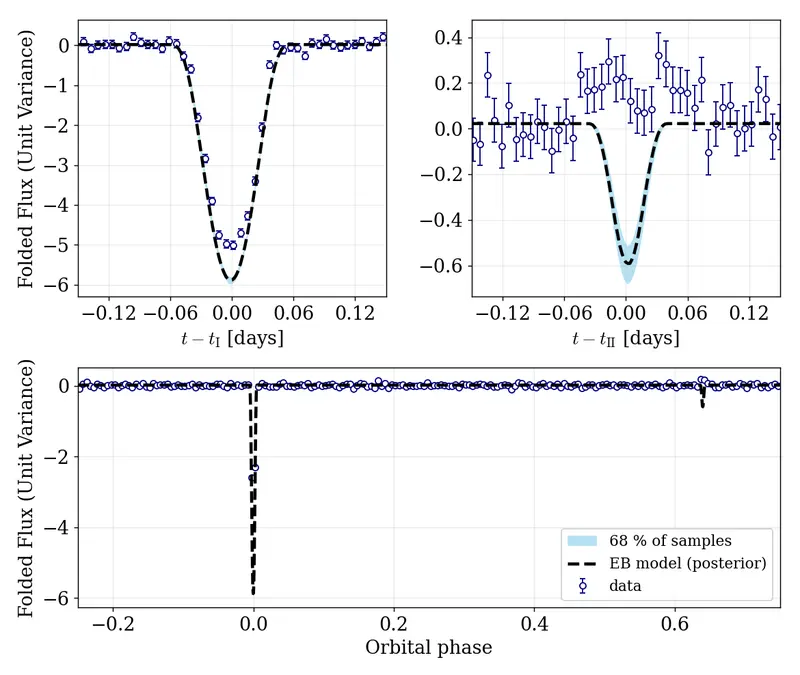 Folded Flux (Unit Variance)
0
−1
−2
−3
−4
−5
−6
−0.12 −0.06 0.00 0.06 0.12
t − t_I [days]
0.4
0.2
0.0
−0.2
−0.4
−0.6
−0.12 −0.06 0.00 0.06 0.12
t − t_II [days]
Folded Flux (Unit Variance)
0
−2
−4
−6
−0.2 0.0 0.2 0.4 0.6
Orbital phase
68 % of samples
EB model (posterior)
data